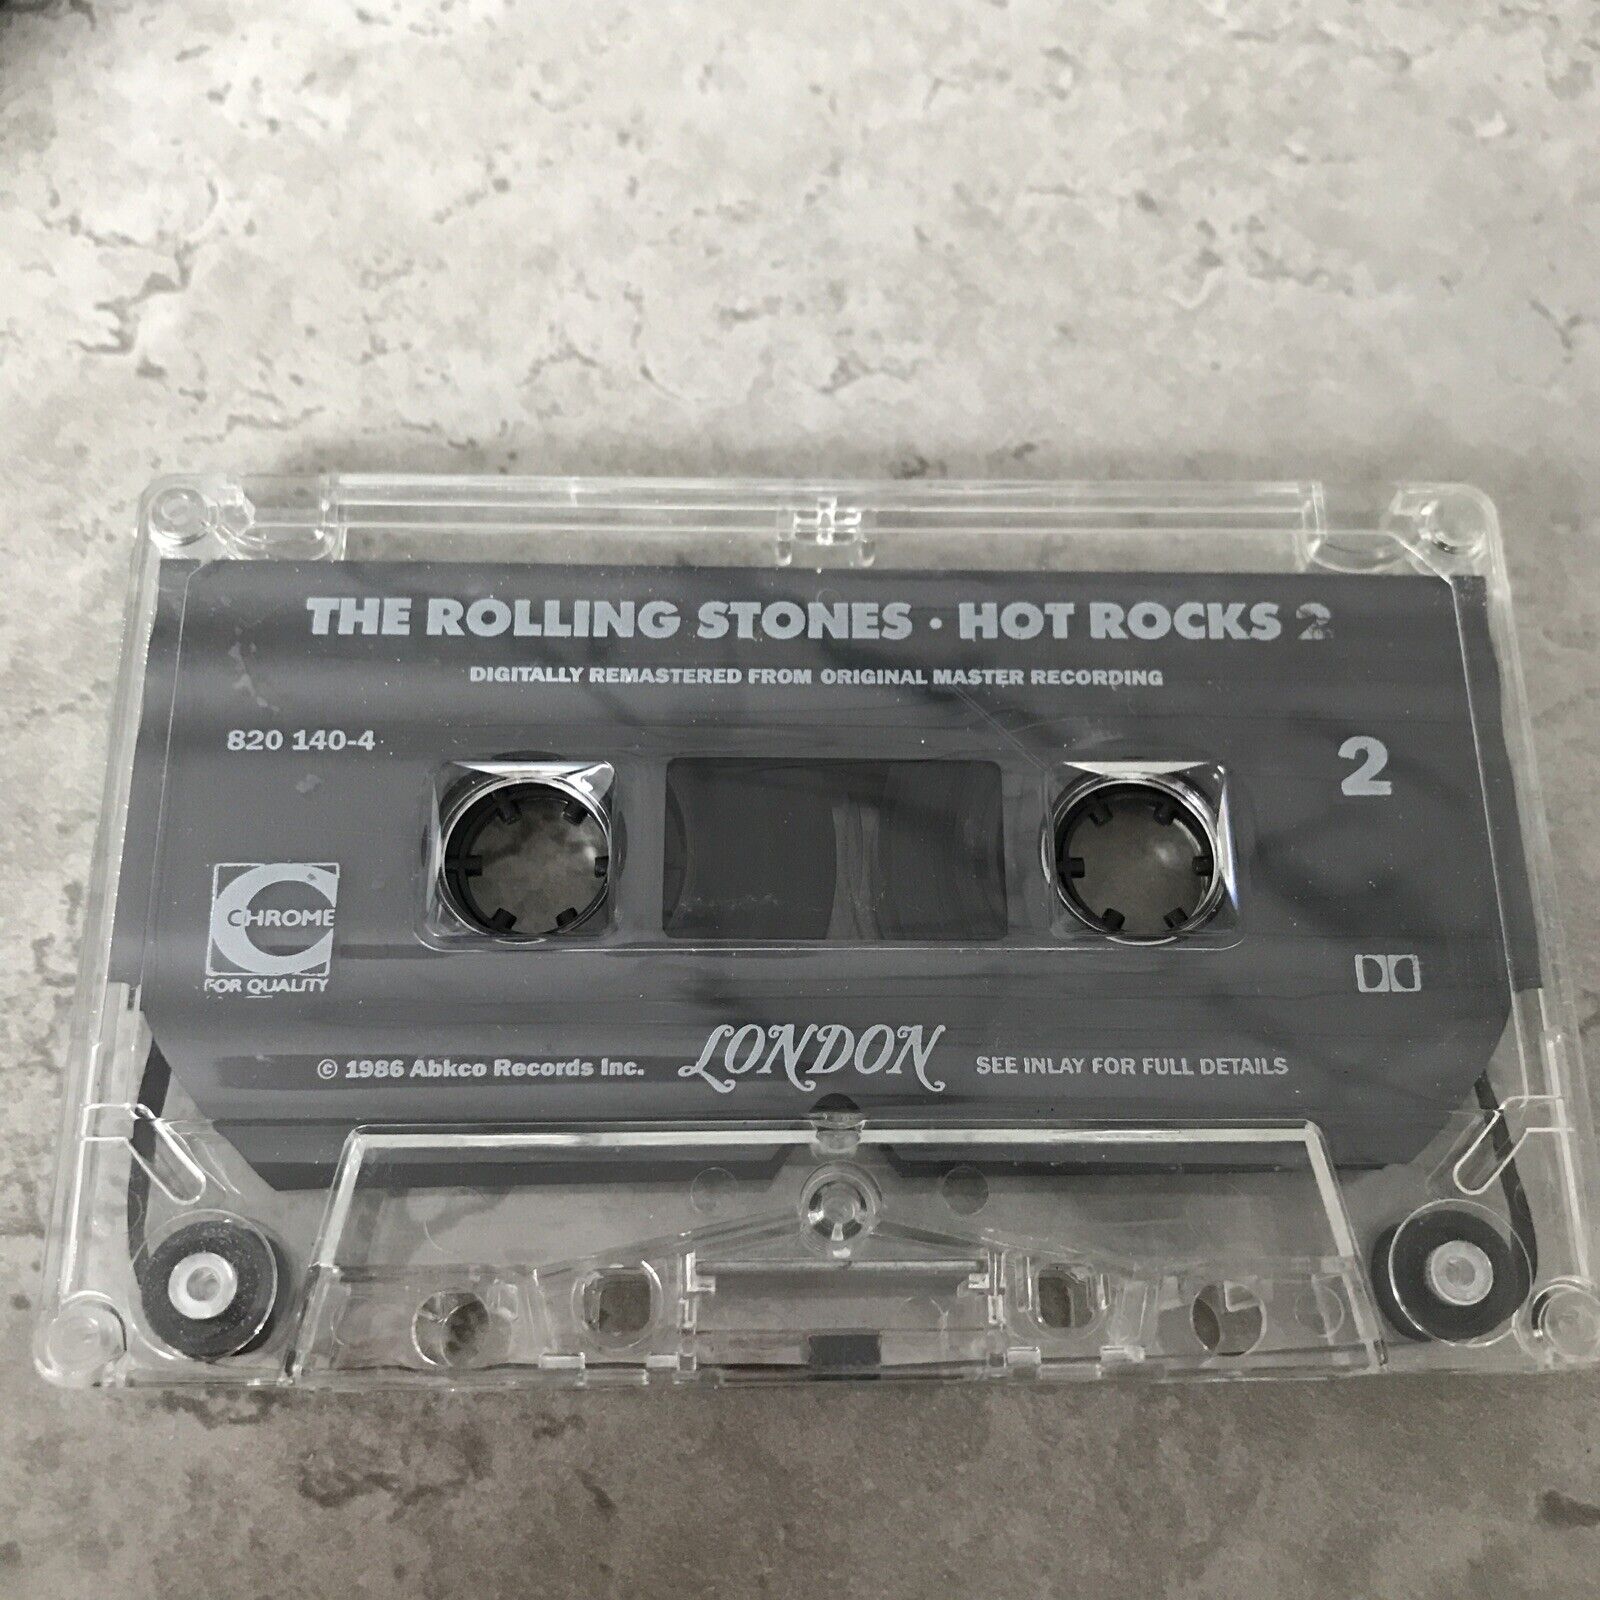 THE ROLLING STONES • HOT ROCKS 2
DIGITALLY REMASTERED FROM ORIGINAL MASTER RECORDING
820 140-4
2
CHROME
FOR QUALITY
© 1986 Abkco Records Inc.
LONDON
SEE INLAY FOR FULL DETAILS